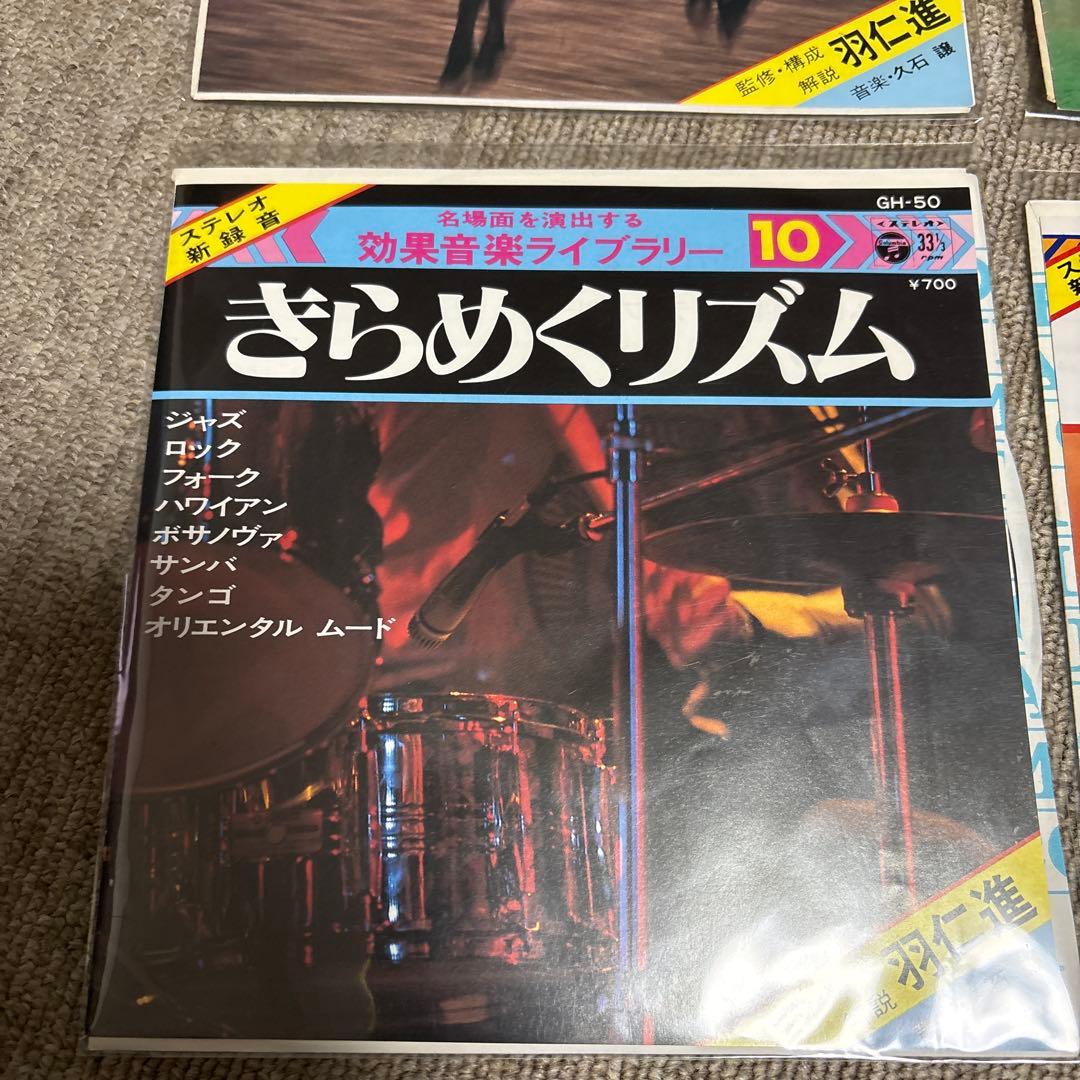 監修・構成
解説 羽仁進
音楽・久石 譲
ステレオ
新録音
GH-50
名場面を演出する
効果音楽ライブラリー 10
<ステレオ>
Columbia
33⅓
rpm
¥700
きらめくリズム
ジャズ
ロック
フォーク
ハワイアン
ボサノヴァ
サンバ
タンゴ
オリエンタル ムード
説 羽仁進
ス
新